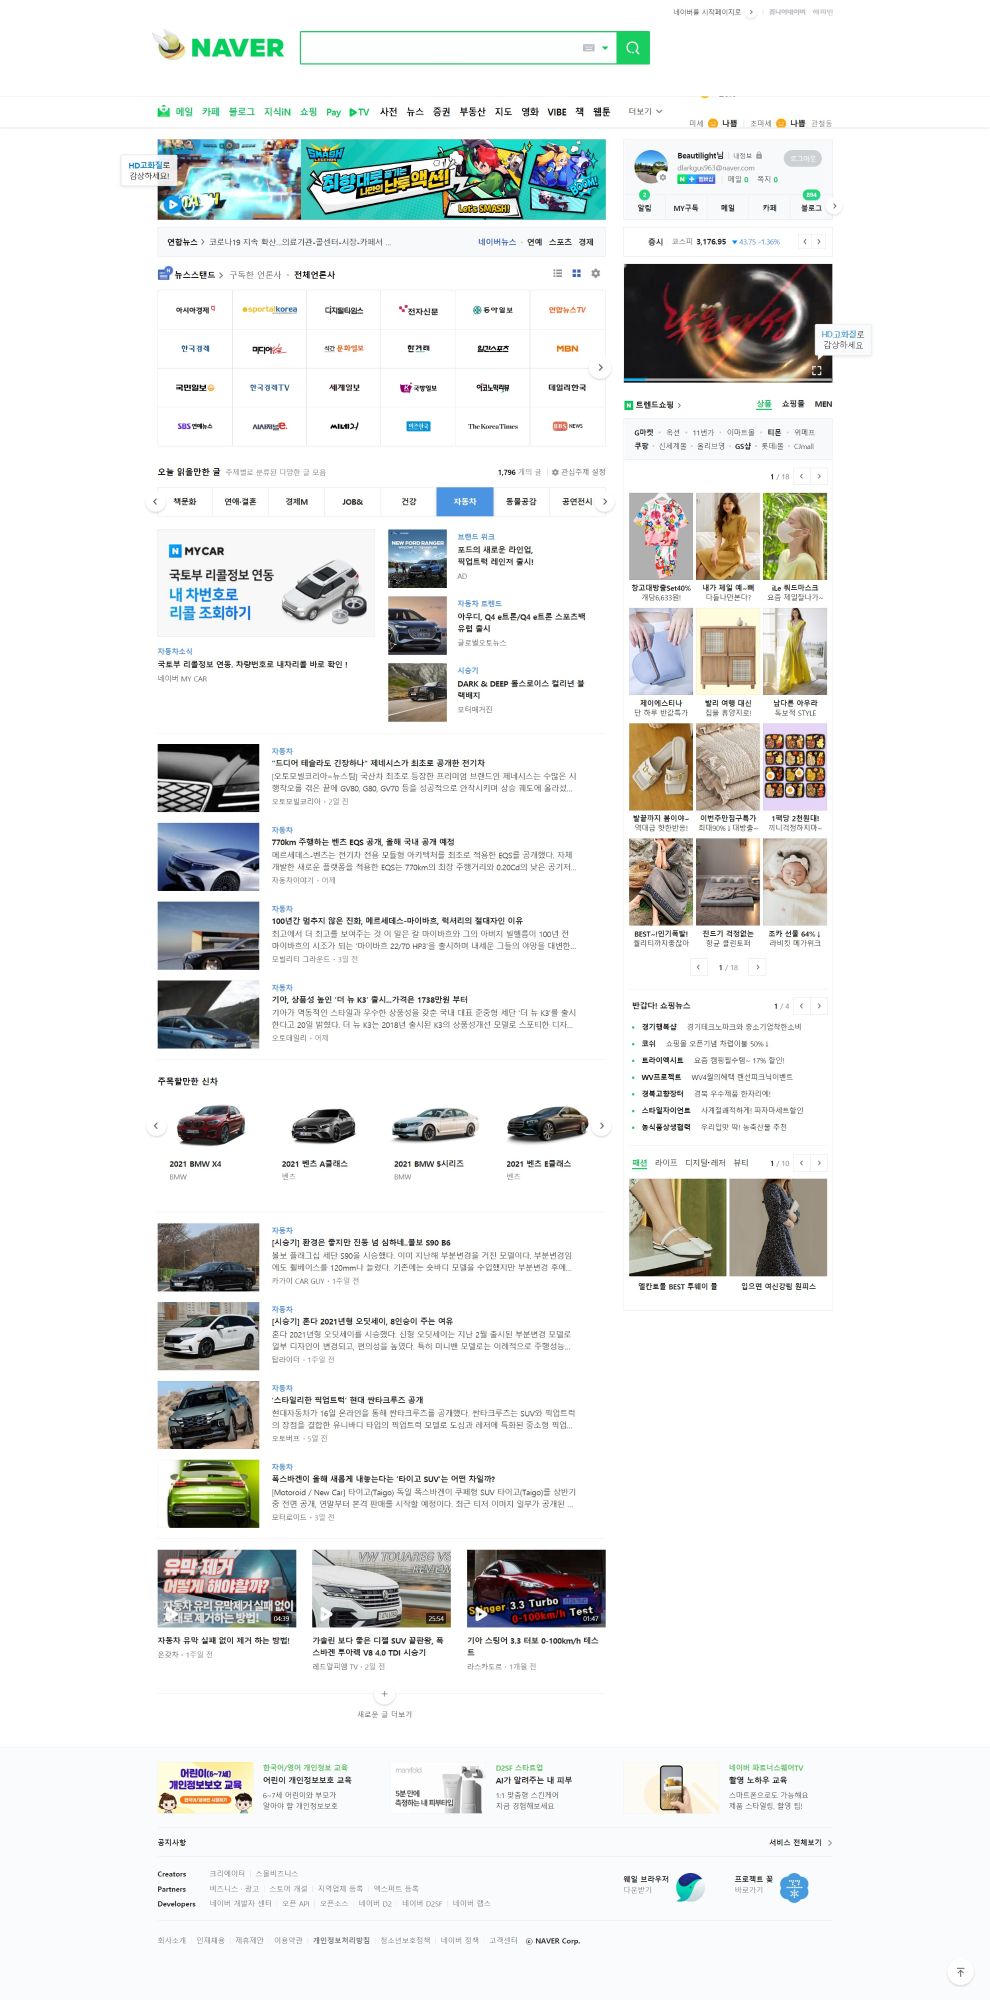 네이버를 시작페이지로
쥬니어네이버
해피빈
NAVER
메일 카페 블로그 지식iN 쇼핑 Pay TV 사전 뉴스 증권 부동산 지도 영화 VIBE 책 웹툰 더보기
미세 나쁨 초미세 나쁨 관철동
HD고화질로
감상하세요!
SMASH LEGENDS
취향대로 즐기는
나만의 난투액션!
Let's SMASH!
BOOM!
Beautilight님 내정보 로그아웃
dlarkgus963@naver.com
N + 멤버십 메일 0 쪽지 0
2 894
알림 MY구독 메일 카페 블로그
연합뉴스 > 코로나19 지속 확산...의료기관-콜센터-시장-카페서 ...
네이버뉴스 · 연예 스포츠 경제
증시 코스피 3,176.95 ▼ 43.75 -1.36%
뉴스스탠드 > 구독한 언론사 · 전체언론사
아시아경제 sportalkorea 디지털타임스 전자신문 동아일보 연합뉴스TV
한국경제 미디어오늘 석간 문화일보 한겨레 일간스포츠 MBN
국민일보 한국경제TV 세계일보 국방일보 이코노믹리뷰 데일리한국
SBS 연예뉴스 시사저널e. 씨네21 The Korea Times EBS NEWS
HD고화질로
감상하세요
트렌드쇼핑 > 상품 쇼핑몰 MEN
G마켓 · 옥션 · 11번가 · 이마트몰 · 티몬 · 위메프
쿠팡 · 신세계몰 · 올리브영 · GS샵 · 롯데i몰 · CJmall
오늘 읽을만한 글 주제별로 분류된 다양한 글 모음
1,796 개의 글 관심주제 설정
책문화 연애·결혼 경제M JOB& 건강 자동차 동물공감 공연전시
N MYCAR
국토부 리콜정보 연동
내 차번호로
리콜 조회하기
자동차소식
국토부 리콜정보 연동. 차량번호로 내차리콜 바로 확인 !
네이버 MY CAR
NEW FORD RANGER
브랜드 위크
포드의 새로운 라인업,
픽업트럭 레인저 출시!
AD
자동차 트렌드
아우디, Q4 e트론/Q4 e트론 스포츠백
유럽 출시
글로벌오토뉴스
시승기
DARK & DEEP 롤스로이스 컬리넌 블
랙배지
모터매거진
1 / 18
창고대방출Set40%
개당6,633원!
내가 제일 예~뻐
다들나만본다?
iLe 쿼드마스크
요즘 제일잘나가~
제이에스티나
단 하루 반값특가
발리 여행 대신
집을 휴양지로!
남다른 아우라
독보적 STYLE
발끝까지 봄이야~
역대급 핫한반응!
이번주만침구특가
최대90%↓대방출~
1팩당 2천원대!
끼니걱정하지마~
BEST~!인기폭발!
퀄리티까지좋잖아
진드기 걱정없는
항균 클린토퍼
조카 선물 64%↓
라비킷 메가위크
1 / 18
자동차
"드디어 테슬라도 긴장하나" 제네시스가 최초로 공개한 전기차
[오토모빌코리아=뉴스팀] 국산차 최초로 등장한 프리미엄 브랜드인 제네시스는 수많은 시
행착오를 겪은 끝에 GV80, G80, GV70 등을 성공적으로 안착시키며 상승 궤도에 올라섰...
오토모빌코리아 · 2일 전
자동차
770km 주행하는 벤츠 EQS 공개, 올해 국내 공개 예정
메르세데스-벤츠는 전기차 전용 모듈형 아키텍처를 최초로 적용한 EQS를 공개했다. 자체
개발한 새로운 플랫폼을 적용한 EQS는 770km의 최장 주행거리와 0.20Cd의 낮은 공기저...
자동차이야기 · 어제
자동차
100년간 멈추지 않은 진화, 메르세데스-마이바흐, 럭셔리의 절대자인 이유
최고에서 더 최고를 보여주는 것 이 말은 칼 마이바흐와 그의 아버지 빌헬름이 100년 전
마이바흐의 시조가 되는 '마이바흐 22/70 HP3'을 출시하며 내세운 그들의 야망을 대변한...
모빌리티 그라운드 · 3일 전
자동차
기아, 상품성 높인 '더 뉴 K3' 출시...가격은 1738만원 부터
기아가 역동적인 스타일과 우수한 상품성을 갖춘 국내 대표 준중형 세단 '더 뉴 K3'를 출시
한다고 20일 밝혔다. 더 뉴 K3는 2018년 출시된 K3의 상품성개선 모델로 스포티한 디자...
오토데일리 · 어제
반갑다! 쇼핑뉴스 1 / 4
경기행복샵 경기테크노파크와 중소기업착한소비
코쉬 쇼핑몰 오픈기념 차렵이불 50%↓
트라이엑시트 요즘 캠핑필수템~ 17% 할인!
WV프로젝트 WV4월의혜택 팬선피크닉이벤트
경북고향장터 경북 우수제품 한자리에!
스타일자이언트 사계절쾌적하게! 파자마세트할인
농식품상생협력 우리입맛 딱! 농축산물 추천
주목할만한 신차
2021 BMW X4
BMW
2021 벤츠 A클래스
벤츠
2021 BMW 5시리즈
BMW
2021 벤츠 E클래스
벤츠
패션 라이프 디지털·레저 뷰티 1 / 10
엘칸토몰 BEST 투웨이 플
입으면 여신강림 원피스
자동차
[시승기] 환경은 좋지만 진동 넘 심하네..볼보 S90 B6
볼보 플래그십 세단 S90을 시승했다. 이미 지난해 부분변경을 거친 모델이다. 부분변경임
에도 휠베이스를 120mm나 늘렸다. 기존에는 숏바디 모델을 수입했지만 부분변경 후에...
카가이 CAR GUY · 1주일 전
자동차
[시승기] 혼다 2021년형 오딧세이, 8인승이 주는 여유
혼다 2021년형 오딧세이를 시승했다. 신형 오딧세이는 지난 2월 출시된 부분변경 모델로
일부 디자인이 변경되고, 편의성을 높였다. 특히 미니밴 모델로는 이례적으로 주행성능...
탑라이더 · 1주일 전
자동차
'스타일리한 픽업트럭' 현대 싼타크루즈 공개
현대자동차가 16일 온라인을 통해 싼타크루즈를 공개했다. 싼타크루즈는 SUV와 픽업트럭
의 장점을 결합한 유니바디 타입의 픽업트럭 모델로 도심과 레저에 특화된 중소형 픽업...
오토버프 · 5일 전
자동차
폭스바겐이 올해 새롭게 내놓는다는 '타이고 SUV'는 어떤 차일까?
[Motoroid / New Car] 타이고(Taigo) 독일 폭스바겐이 쿠페형 SUV 타이고(Taigo)를 상반기
중 전면 공개, 연말부터 본격 판매를 시작할 예정이다. 최근 티저 이미지 일부가 공개된 ...
모터로이드 · 3일 전
유막 제거
어떻게 해야할까?
자동차 유리 유막제거 실패 없이
제대로 제거하는 방법!
04:39
자동차 유막 실패 없이 제거 하는 방법!
온갖차 · 1주일 전
VW TOUAREG V8
REVIEW
25:54
가솔린 보다 좋은 디젤 SUV 끝판왕, 폭
스바겐 투아렉 V8 4.0 TDI 시승기
레드알피엠 TV · 2일 전
Stinger 3.3 Turbo
0-100km/h Test
01:47
기아 스팅어 3.3 터보 0-100km/h 테스
트
라스카도르 · 1개월 전
새로운 글 더보기
어린이(6~7세)
개인정보보호 교육
한국어/영어 개인정보 교육
어린이 개인정보보호 교육
6~7세 어린이와 부모가
알아야 할 개인정보보호
manifold
5분 만에
측정하는 내 피부타입
D2SF 스타트업
AI가 알려주는 내 피부
1:1 맞춤형 스킨케어
지금 경험해보세요
네이버 파트너스퀘어TV
촬영 노하우 교육
스마트폰으로도 가능해요
제품 스타일링, 촬영 팁!
공지사항 서비스 전체보기 >
Creators 크리에이터 스몰비즈니스
Partners 비즈니스 · 광고 스토어 개설 지역업체 등록 엑스퍼트 등록
Developers 네이버 개발자 센터 오픈 API 오픈소스 네이버 D2 네이버 D2SF 네이버 랩스
웨일 브라우저
다운받기
프로젝트 꽃
바로가기
회사소개 인재채용 제휴제안 이용약관 개인정보처리방침 청소년보호정책 네이버 정책 고객센터 ⓒ NAVER Corp.